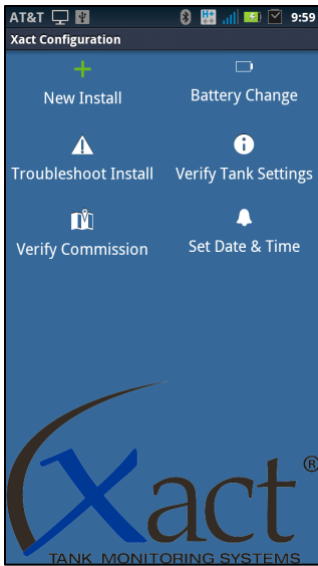 AT&T 9:59
Xact Configuration
New Install Battery Change
Troubleshoot Install Verify Tank Settings
Verify Commission Set Date & Time
Xact®
TANK MONITORING SYSTEMS